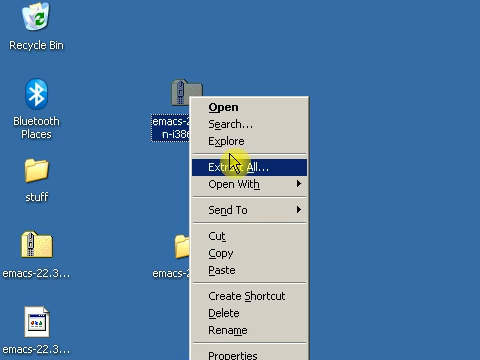 Recycle Bin
Bluetooth
Places
stuff
emacs-22.3...
emacs-22.3...
emacs-2
n-i386
emacs-2
Open
Search...
Explore
Extract All...
Open With
Send To
Cut
Copy
Paste
Create Shortcut
Delete
Rename
Properties